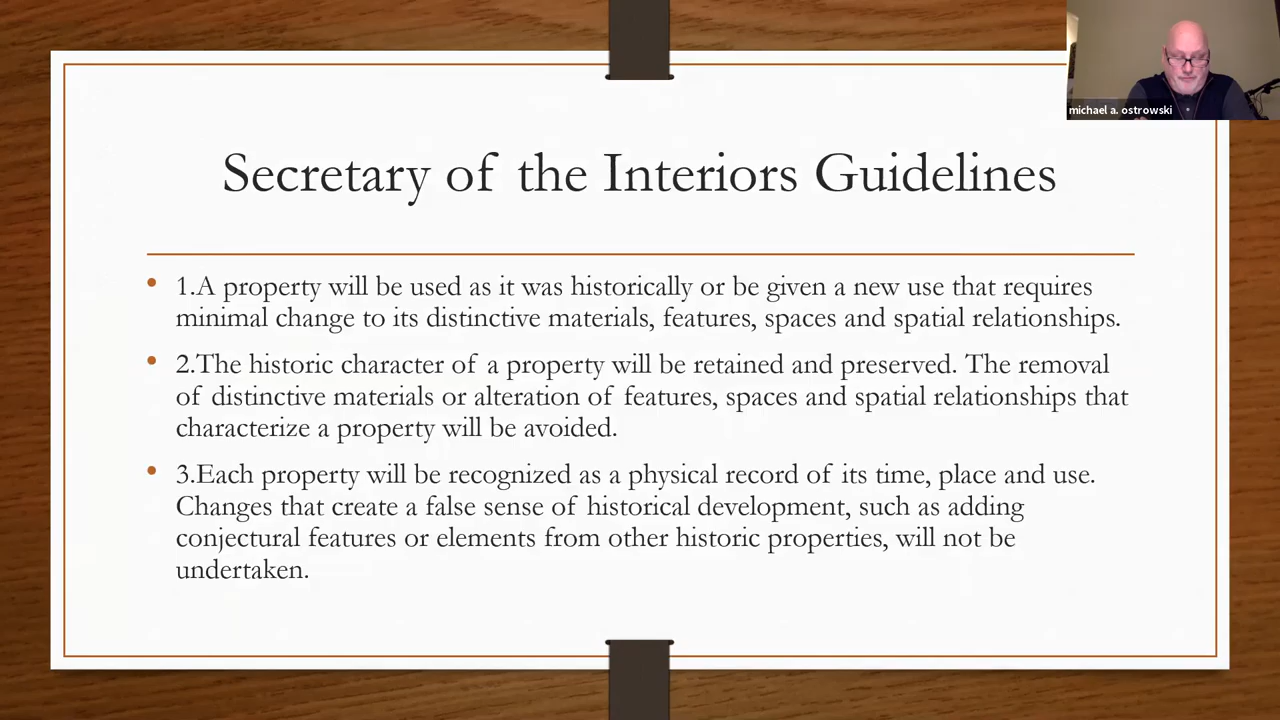 michael a. ostrowski
Secretary of the Interiors Guidelines
• 1.A property will be used as it was historically or be given a new use that requires
minimal change to its distinctive materials, features, spaces and spatial relationships.
• 2.The historic character of a property will be retained and preserved. The removal
of distinctive materials or alteration of features, spaces and spatial relationships that
characterize a property will be avoided.
• 3.Each property will be recognized as a physical record of its time, place and use.
Changes that create a false sense of historical development, such as adding
conjectural features or elements from other historic properties, will not be
undertaken.